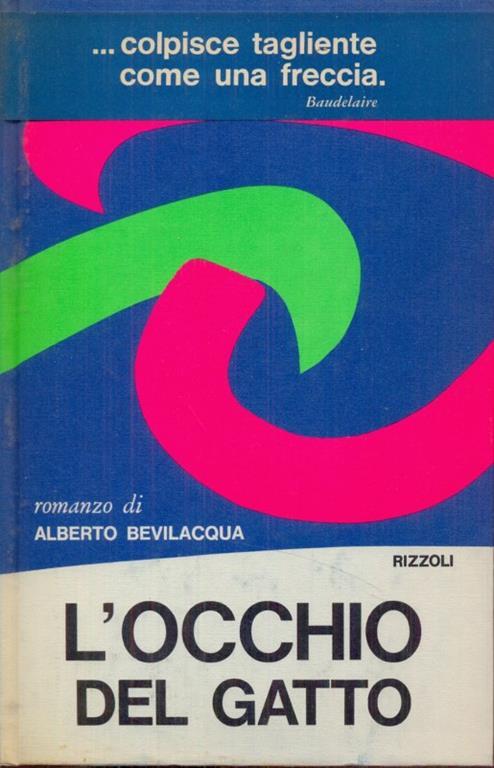 ... colpisce tagliente
come una freccia.
Baudelaire
romanzo di
ALBERTO BEVILACQUA
RIZZOLI
L'OCCHIO
DEL GATTO